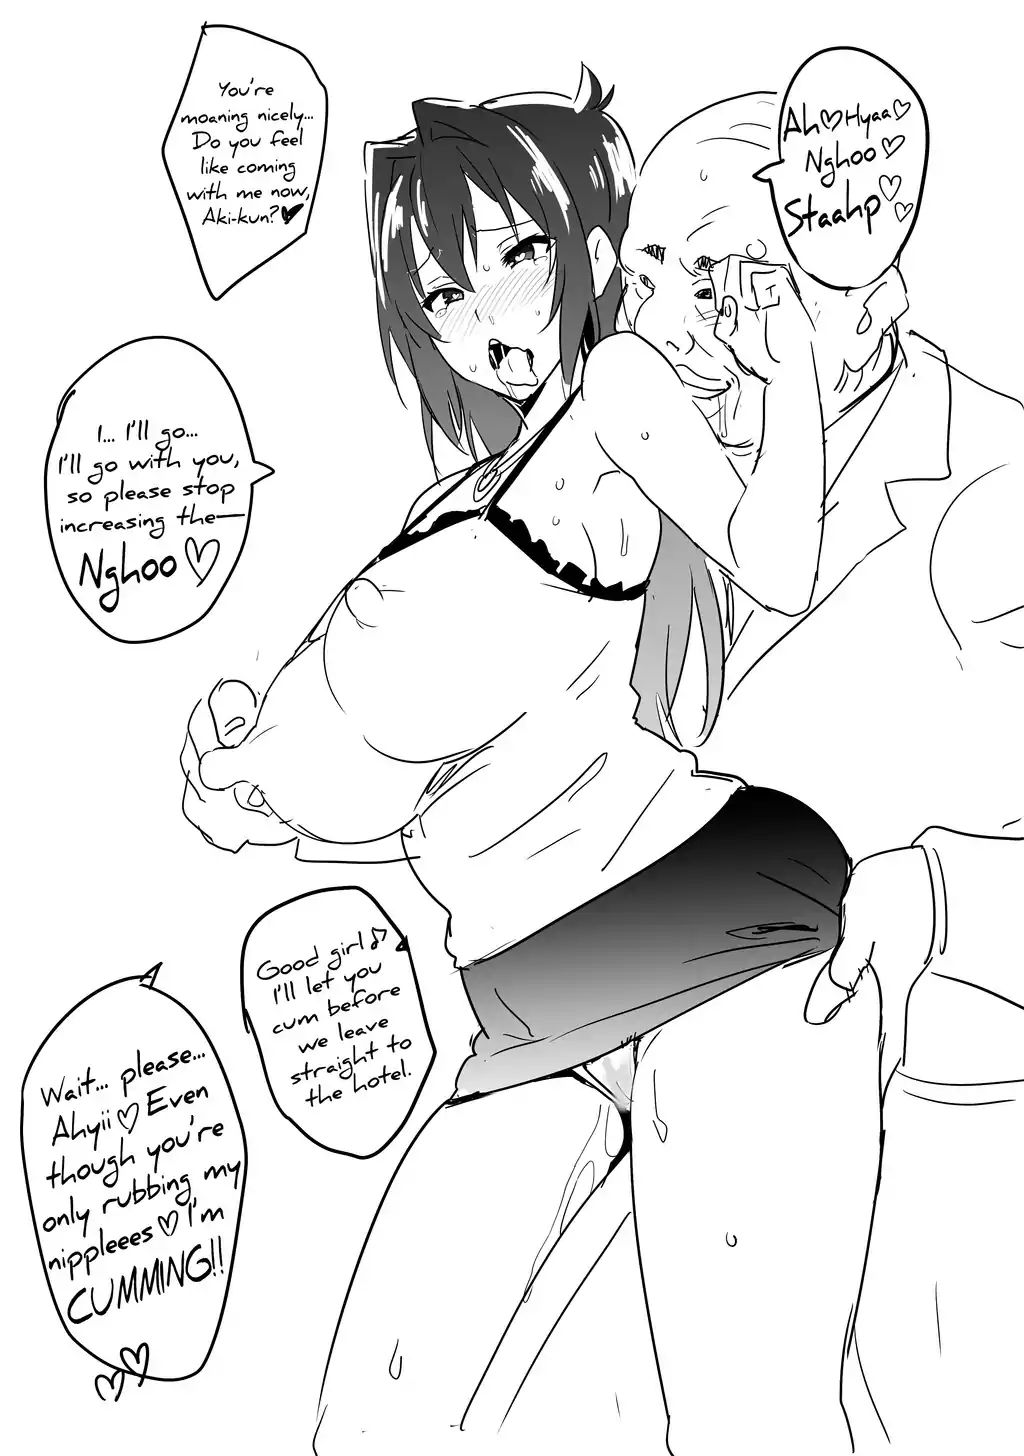 You're
moaning nicely...
Do you feel
like coming
with me now,
Aki-kun?♥
Ah♡Hyaa♡
Nghoo♡
Staahp♡♡
I... I'll go...
I'll go with you,
so please stop
increasing the—
Nghoo♡
Good girl♪
I'll let you
cum before
we leave
straight to
the hotel.
Wait... please...
Ahyii♡Even
though you're
only rubbing my
nippleees♡I'm
CUMMING!!
♡♡